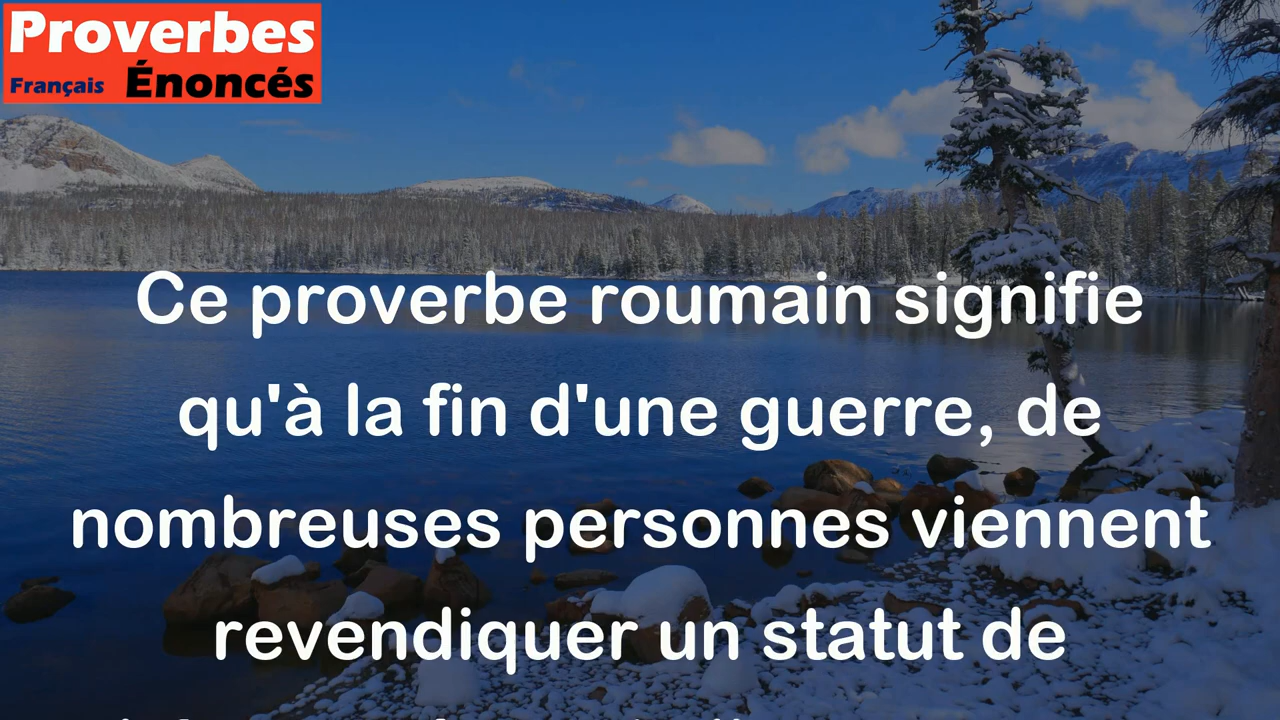 Proverbes
Français Énoncés
Ce proverbe roumain signifie
qu'à la fin d'une guerre, de
nombreuses personnes viennent
revendiquer un statut de